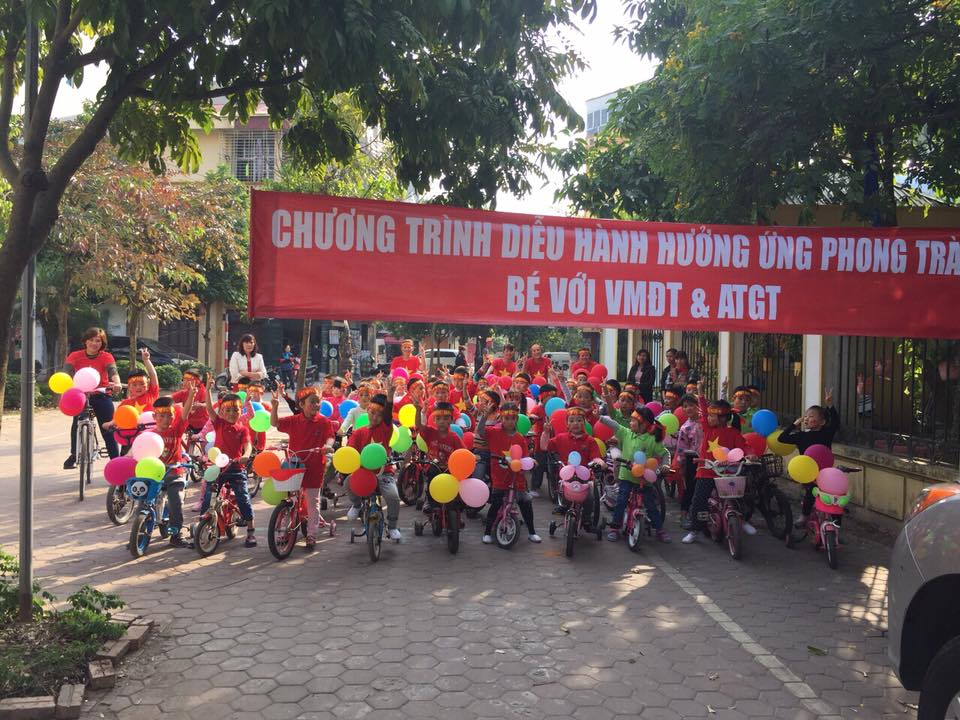 CHƯƠNG TRÌNH DIỄU HÀNH HƯỞNG ỨNG PHONG TRÀ
BÉ VỚI VMĐT & ATGT